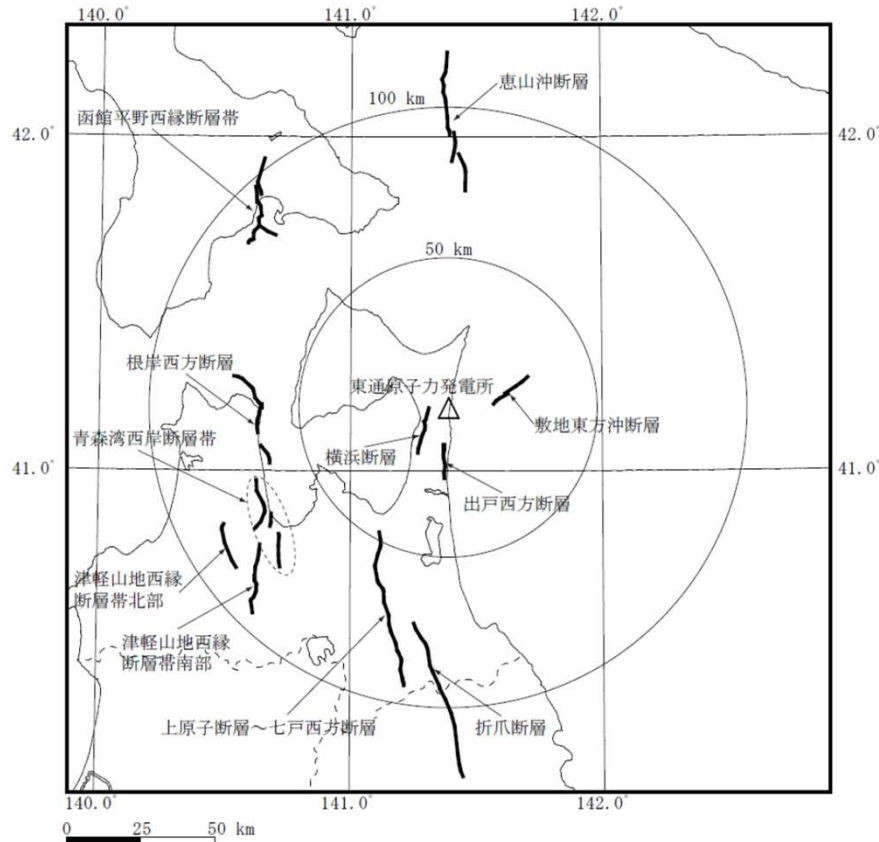 140.0°
141.0°
142.0°
恵山沖断層
100 km
函館平野西縁断層帯
42.0°
42.0°
50 km
根岸西方断層
東通原子力発電所
青森湾西岸断層帯
敷地東方沖断層
横浜断層
41.0°
41.0°
出戸西方断層
津軽山地西縁
断層帯北部
津軽山地西縁
断層帯南部
上原子断層～七戸西方断層
折爪断層
140.0°
141.0°
142.0°
0 25 50 km